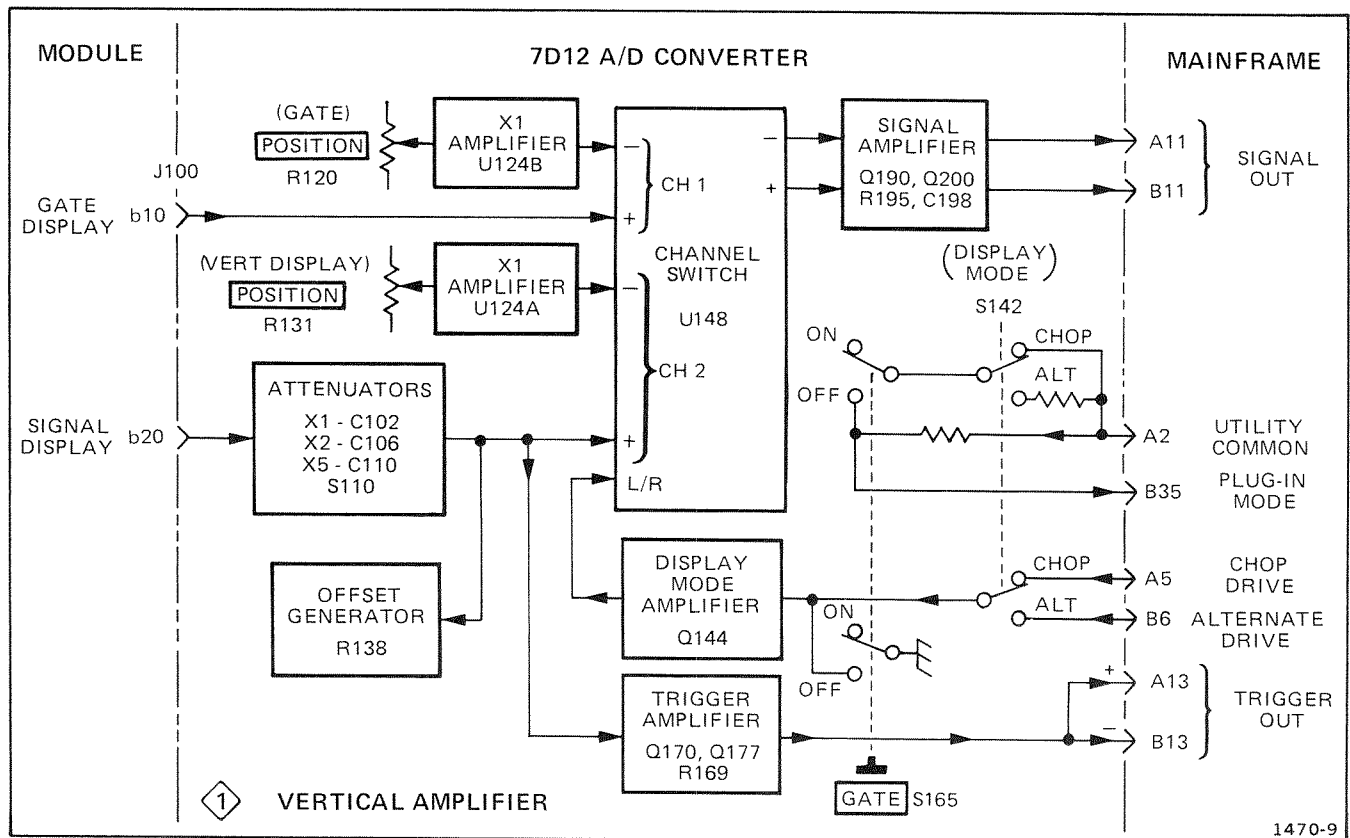 MODULE
7D12 A/D CONVERTER
MAINFRAME
(GATE)
POSITION
R120
X1
AMPLIFIER
U124B
J100
GATE
DISPLAY
b10
(VERT DISPLAY)
POSITION
R131
X1
AMPLIFIER
U124A
−
+
CH 1
−
CH 2
+
L/R
CHANNEL
SWITCH
U148
−
+
SIGNAL
AMPLIFIER
Q190, Q200
R195, C198
A11
B11
SIGNAL
OUT
(DISPLAY
MODE)
S142
ON
OFF
CHOP
ALT
A2
UTILITY
COMMON
B35
PLUG-IN
MODE
SIGNAL
DISPLAY
b20
ATTENUATORS
X1 - C102
X2 - C106
X5 - C110
S110
OFFSET
GENERATOR
R138
DISPLAY
MODE
AMPLIFIER
Q144
ON
OFF
CHOP
ALT
A5
CHOP
DRIVE
B6
ALTERNATE
DRIVE
TRIGGER
AMPLIFIER
Q170, Q177
R169
+
A13
−
B13
TRIGGER
OUT
GATE S165
1 VERTICAL AMPLIFIER
1470-9